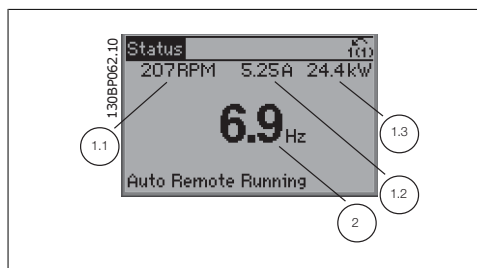 130BP062.10
Status
1(1)
207RPM 5.25A 24.4kW
6.9Hz
Auto Remote Running
1.1
1.3
1.2
2